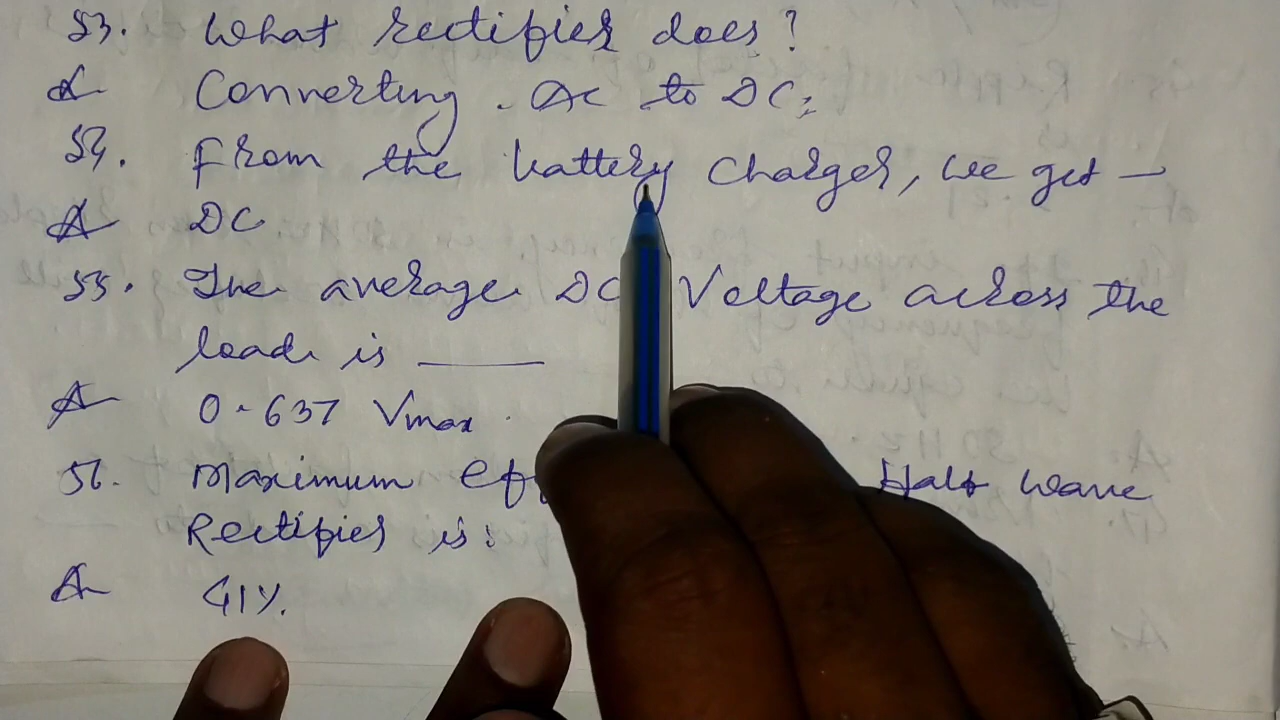 53. What rectifier does?
A Converting. Ac to DC.
54. From the battery charger, we get –
A DC
55. The average DC Voltage across the
load is ______
A 0.637 Vmax.
56. Maximum Half wave
Rectifier is:
A 41%.